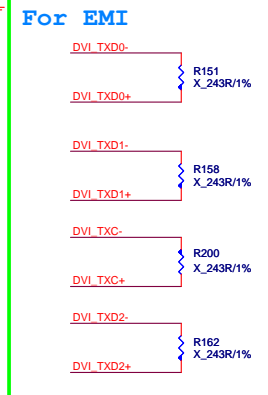 For EMI
DVI_TXD0-
R151
X_243R/1%
DVI_TXD0+
DVI_TXD1-
R158
X_243R/1%
DVI_TXD1+
DVI_TXC-
R200
X_243R/1%
DVI_TXC+
DVI_TXD2-
R162
X_243R/1%
DVI_TXD2+